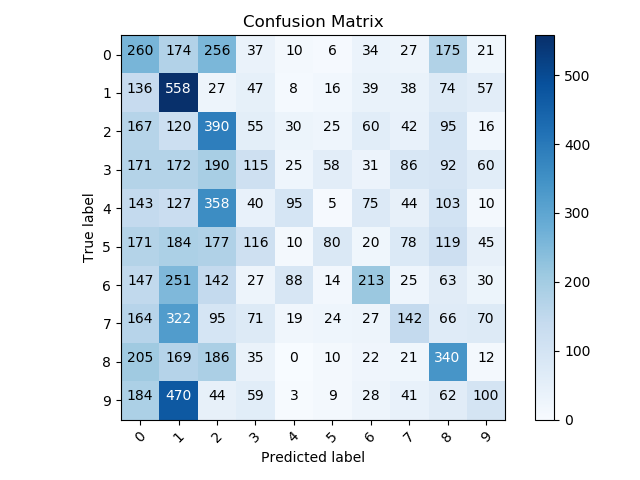 Confusion Matrix
0 260 174 256 37 10 6 34 27 175 21
1 136 558 27 47 8 16 39 38 74 57
2 167 120 390 55 30 25 60 42 95 16
3 171 172 190 115 25 58 31 86 92 60
4 143 127 358 40 95 5 75 44 103 10
5 171 184 177 116 10 80 20 78 119 45
6 147 251 142 27 88 14 213 25 63 30
7 164 322 95 71 19 24 27 142 66 70
8 205 169 186 35 0 10 22 21 340 12
9 184 470 44 59 3 9 28 41 62 100
0 1 2 3 4 5 6 7 8 9
True label
Predicted label
500
400
300
200
100
0